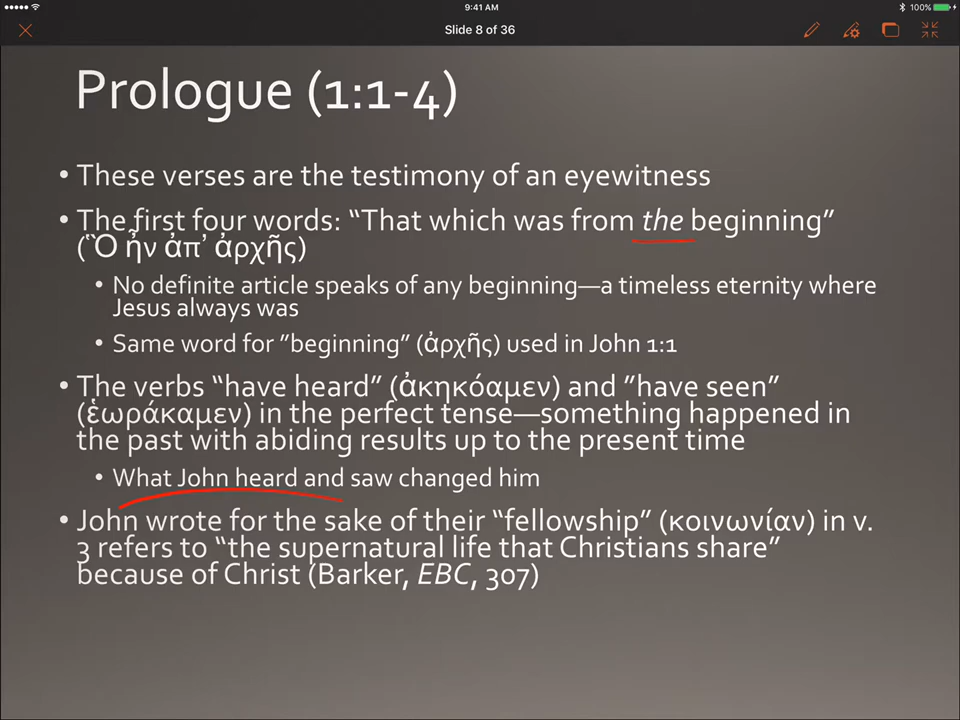 9:41 AM
100%
Slide 8 of 36
Prologue (1:1-4)
• These verses are the testimony of an eyewitness
• The first four words: “That which was from the beginning”
(Ὃ ἦν ἀπ’ ἀρχῆς)
• No definite article speaks of any beginning—a timeless eternity where
Jesus always was
• Same word for ”beginning” (ἀρχῆς) used in John 1:1
• The verbs “have heard” (ἀκηκόαμεν) and ”have seen”
(ἑωράκαμεν) in the perfect tense—something happened in
the past with abiding results up to the present time
• What John heard and saw changed him
• John wrote for the sake of their “fellowship” (κοινωνίαν) in v.
3 refers to “the supernatural life that Christians share”
because of Christ (Barker, EBC, 307)